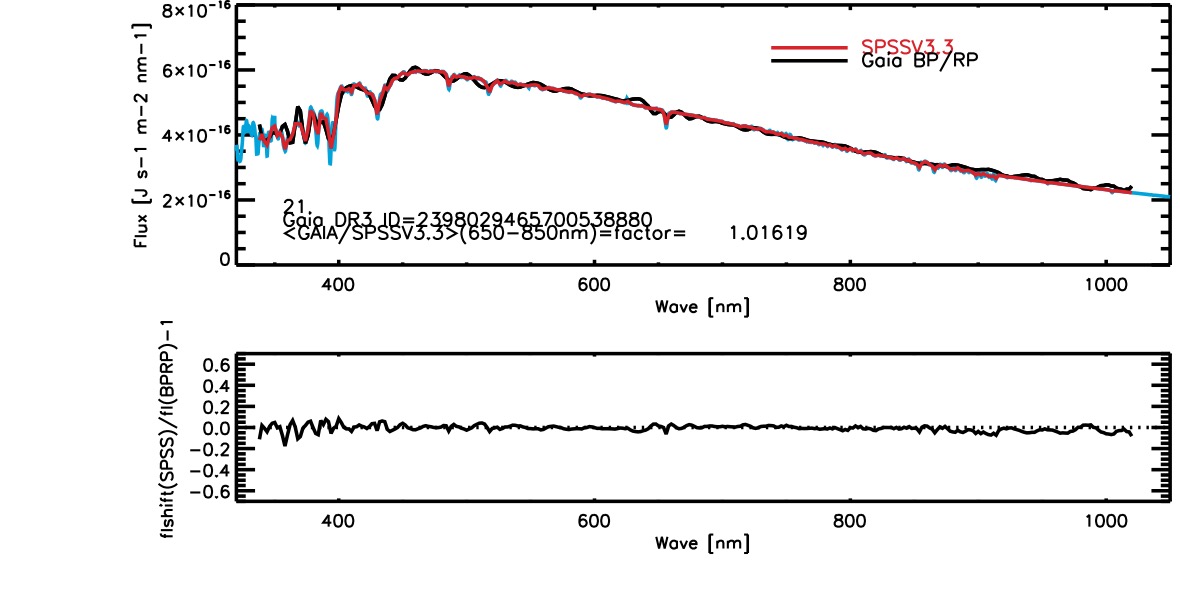 8×10⁻¹⁶
6×10⁻¹⁶
4×10⁻¹⁶
2×10⁻¹⁶
0
Flux [J s−1 m−2 nm−1]
SPSSV3.3
Gaia BP/RP
21.
Gaia DR3 ID=2398029465700538880
<GAIA/SPSSV3.3>(650−850nm)=factor= 1.01619
400 600 800 1000
Wave [nm]
flshift(SPSS)/fl(BPRP)−1
0.6
0.4
0.2
0.0
−0.2
−0.4
−0.6
400 600 800 1000
Wave [nm]